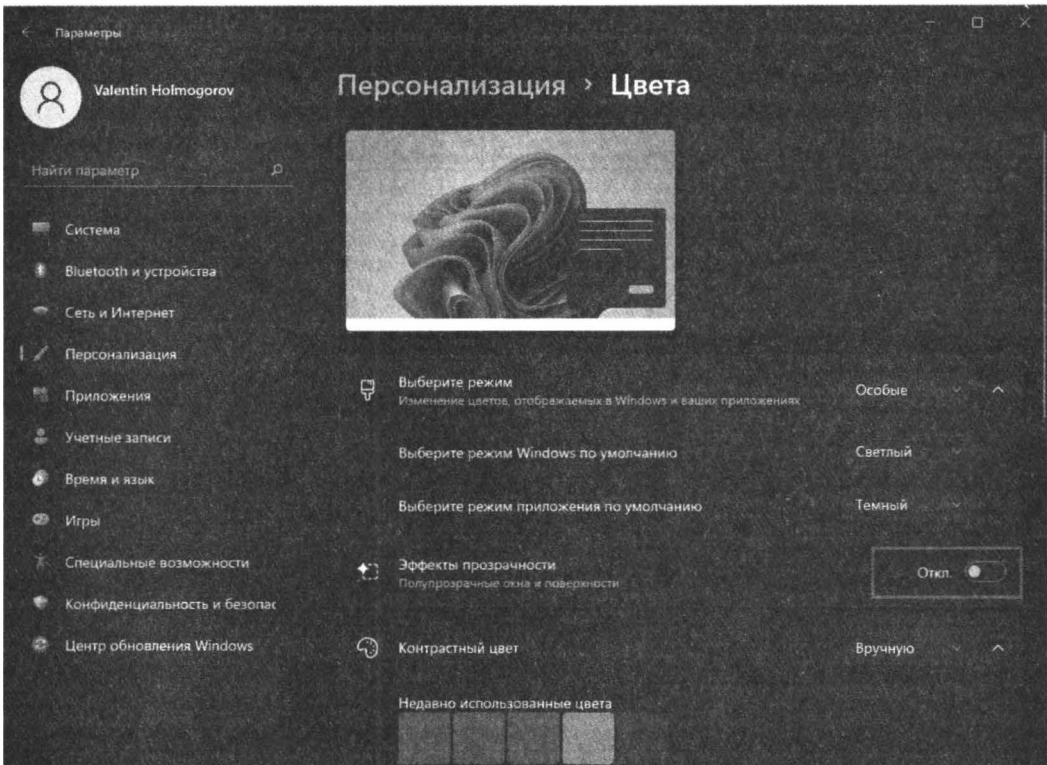 Параметры
Valentin Holmogorov
Найти параметр
Система
Bluetooth и устройства
Сеть и Интернет
Персонализация
Приложения
Учетные записи
Время и язык
Игры
Специальные возможности
Конфиденциальность и безопас
Центр обновления Windows
Персонализация › Цвета
Выберите режим
Изменение цветов, отображаемых в Windows и ваших приложениях
Особые
Выберите режим Windows по умолчанию
Светлый
Выберите режим приложения по умолчанию
Темный
Эффекты прозрачности
Полупрозрачные окна и поверхности
Откл.
Контрастный цвет
Вручную
Недавно использованные цвета